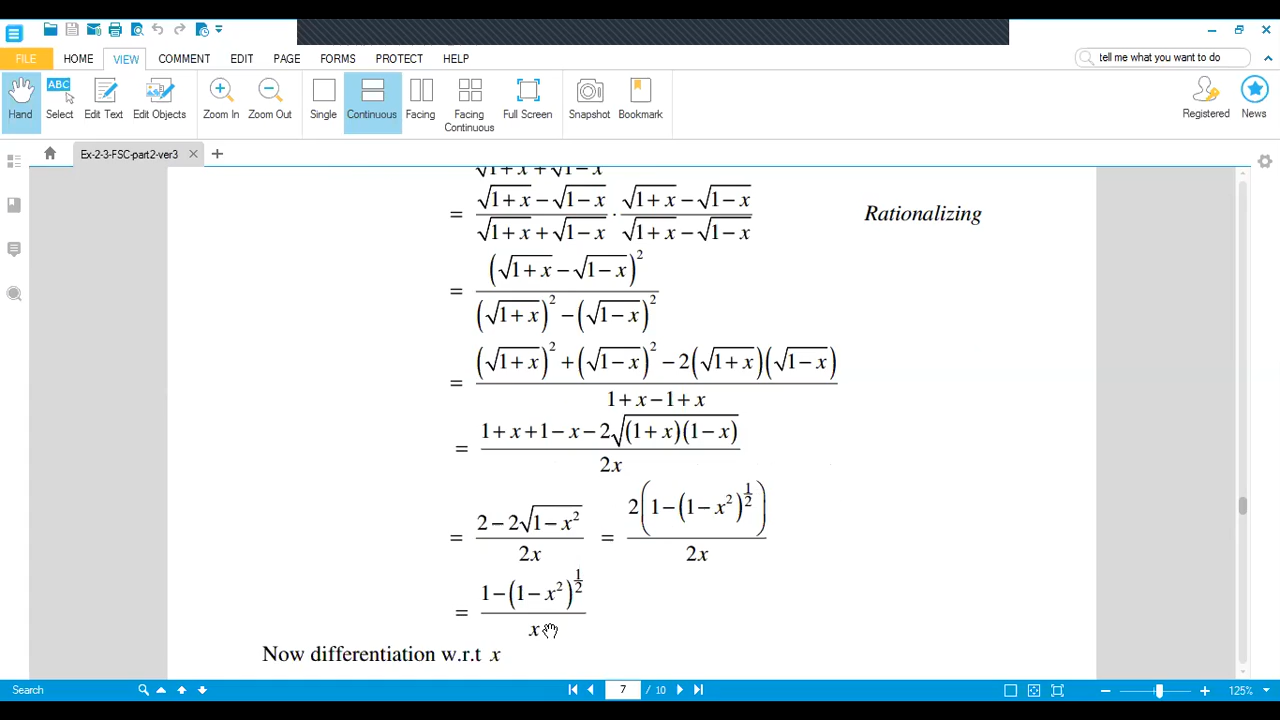 FILE HOME VIEW COMMENT EDIT PAGE FORMS PROTECT HELP tell me what you want to do
ABC
Hand Select Edit Text Edit Objects Zoom In Zoom Out Single Continuous Facing Facing Continuous Full Screen Snapshot Bookmark Registered News
Ex-2-3-FSC-part2-ver3
√1+x + √1−x
= (√1+x − √1−x)/(√1+x + √1−x) · (√1+x − √1−x)/(√1+x − √1−x) Rationalizing
= (√1+x − √1−x)²/((√1+x)² − (√1−x)²)
= ((√1+x)² + (√1−x)² − 2(√1+x)(√1−x))/(1+x−1+x)
= (1+x+1−x−2√(1+x)(1−x))/(2x)
= (2−2√1−x²)/(2x) = 2(1−(1−x²)^½)/(2x)
= (1−(1−x²)^½)/x
Now differentiation w.r.t x
Search 7 / 10 125%